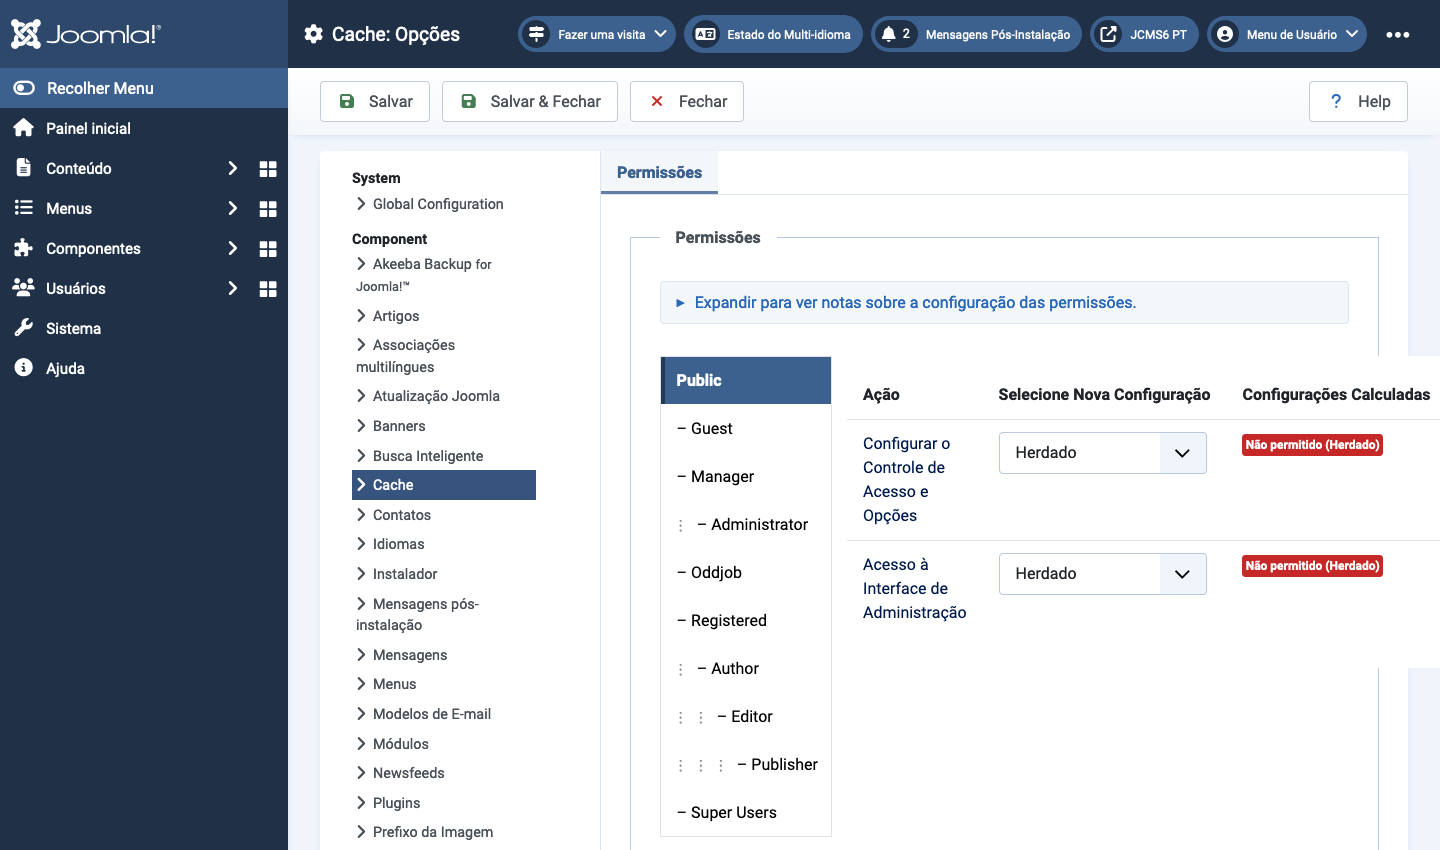 Joomla!®
Cache: Opções
Fazer uma visita
Estado do Multi-idioma
2 Mensagens Pós-Instalação
JCMS6 PT
Menu de Usuário
Recolher Menu
Painel inicial
Conteúdo
Menus
Componentes
Usuários
Sistema
Ajuda
Salvar
Salvar & Fechar
Fechar
? Help
System
Global Configuration
Component
Akeeba Backup for
Joomla!™
Artigos
Associações
multilíngues
Atualização Joomla
Banners
Busca Inteligente
Cache
Contatos
Idiomas
Instalador
Mensagens pós-
instalação
Mensagens
Menus
Modelos de E-mail
Módulos
Newsfeeds
Plugins
Prefixo da Imagem
Permissões
Permissões
► Expandir para ver notas sobre a configuração das permissões.
Public
– Guest
– Manager
⋮ – Administrator
– Oddjob
– Registered
⋮ – Author
⋮ ⋮ – Editor
⋮ ⋮ ⋮ – Publisher
– Super Users
Ação
Selecione Nova Configuração
Configurações Calculadas
Configurar o
Controle de
Acesso e
Opções
Herdado
Não permitido (Herdado)
Acesso à
Interface de
Administração
Herdado
Não permitido (Herdado)